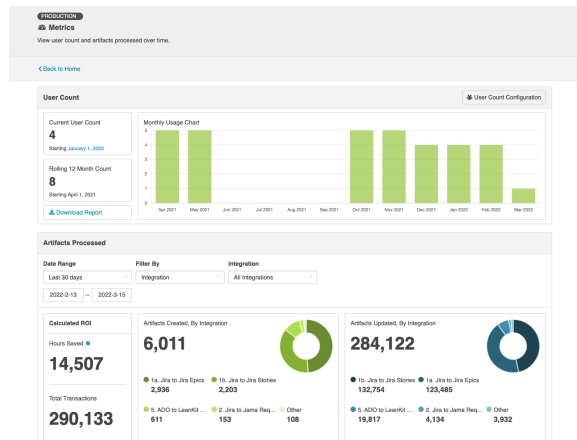 PRODUCTION
Metrics
View user count and artifacts processed over time.
Back to Home
User Count
User Count Configuration
Current User Count
4
Starting January 1, 2022
Rolling 12 Month Count
8
Starting April 1, 2021
Download Report
Monthly Usage Chart
5
4
3
2
1
0
Apr 2021 May 2021 Jun 2021 Jul 2021 Aug 2021 Sep 2021 Oct 2021 Nov 2021 Dec 2021 Jan 2022 Feb 2022 Mar 2022
Artifacts Processed
Date Range Filter By Integration
Last 30 days Integration All Integrations
2022-2-13 — 2022-3-15
Calculated ROI
Hours Saved
14,507
Total Transactions
290,133
Artifacts Created, By Integration
6,011
1a. Jira to Jira Epics 1b. Jira to Jira Stories
2,936 2,203
5. ADO to LeanKit ... 2. Jira to Jama Req... Other
611 153 108
Artifacts Updated, By Integration
284,122
1b. Jira to Jira Stories 1a. Jira to Jira Epics
132,754 123,485
5. ADO to LeanKit ... 2. Jira to Jama Req... Other
19,817 4,134 3,932